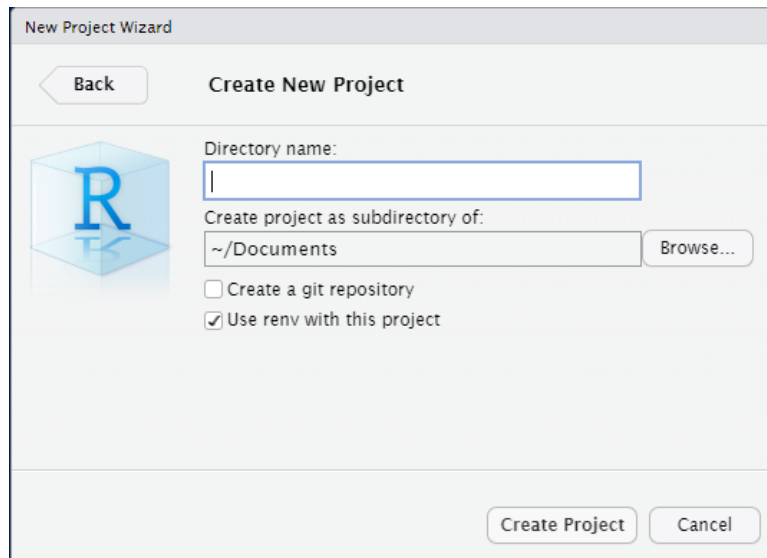 New Project Wizard
Back
Create New Project
R
Directory name:
Create project as subdirectory of:
~/Documents
Browse...
Create a git repository
Use renv with this project
Create Project
Cancel